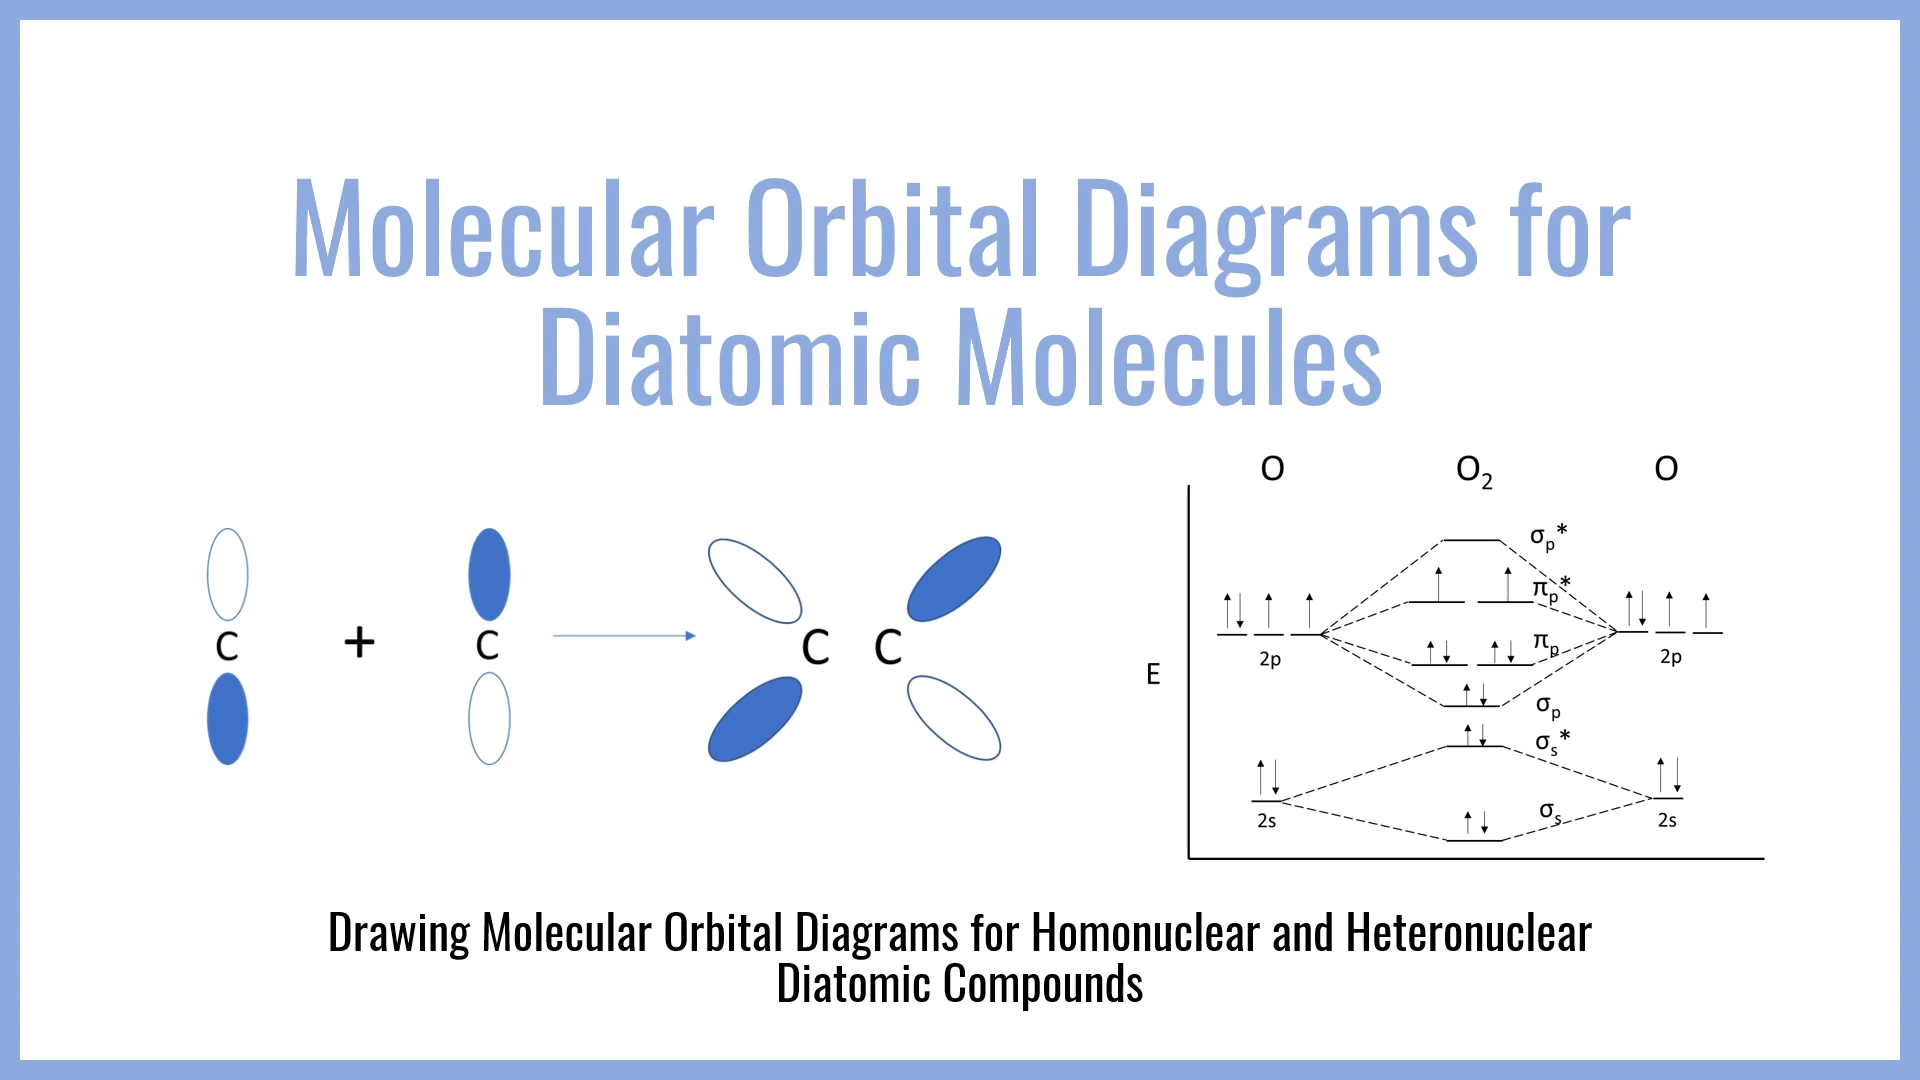 Molecular Orbital Diagrams for
Diatomic Molecules
C
+
C
C
C
O
O₂
O
E
σₚ*
πₚ*
2p
πₚ
2p
σₚ
σₛ*
2s
σₛ
2s
Drawing Molecular Orbital Diagrams for Homonuclear and Heteronuclear
Diatomic Compounds